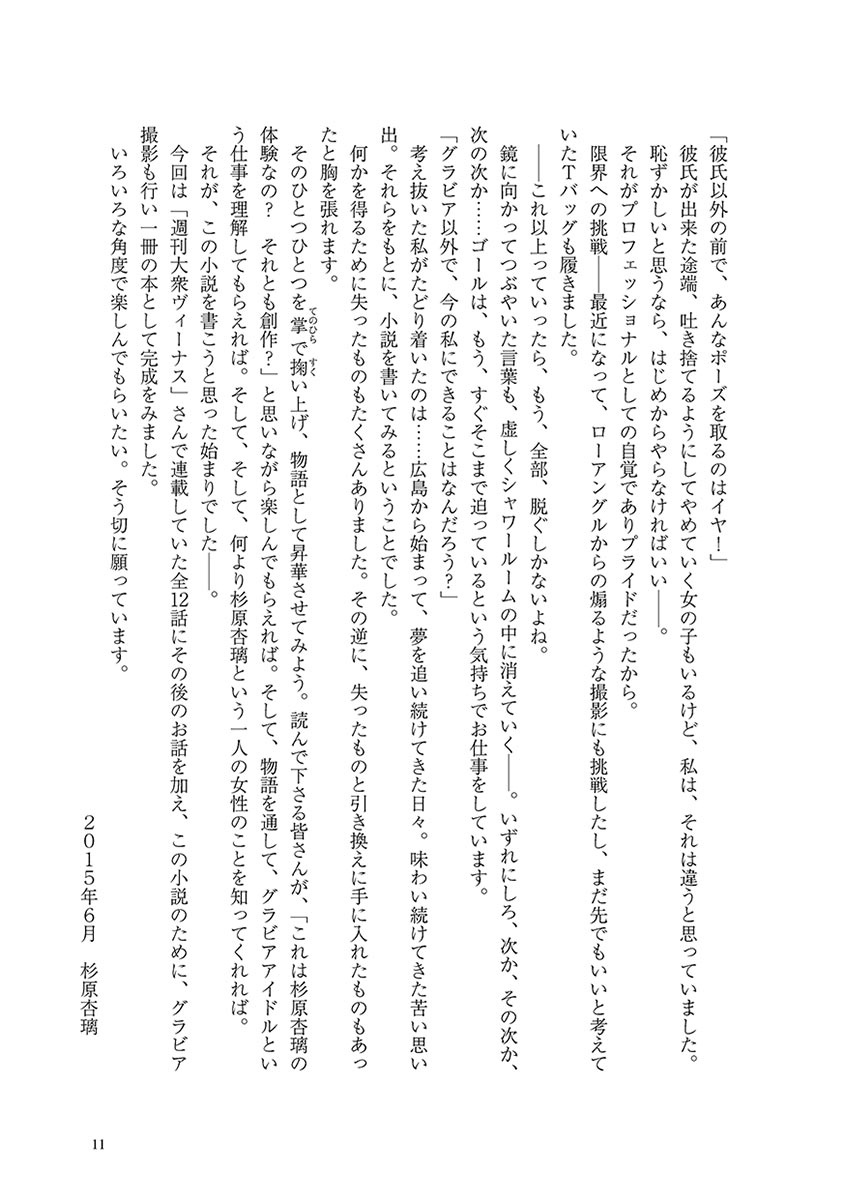 「彼氏以外の前で、あんなポーズを取るのはイヤ！」
彼氏が出来た途端、吐き捨てるようにしてやめていく女の子もいるけど、私は、それは違うと思っていました。
恥ずかしいと思うなら、はじめからやらなければいい――。
それがプロフェッショナルとしての自覚でありプライドだったから。
限界への挑戦――最近になって、ローアングルからの煽るような撮影にも挑戦したし、まだ先でもいいと考えて
いたTバッグも履きました。
――これ以上っていったら、もう、全部、脱ぐしかないよね。
鏡に向かってつぶやいた言葉も、虚しくシャワールームの中に消えていく――。いずれにしろ、次か、その次か、
次の次か……ゴールは、もう、すぐそこまで迫っているという気持ちでお仕事をしています。
「グラビア以外で、今の私にできることはなんだろう？」
考え抜いた私がたどり着いたのは……広島から始まって、夢を追い続けてきた日々。味わい続けてきた苦い思い
出。それらをもとに、小説を書いてみるということでした。
何かを得るために失ったものもたくさんありました。その逆に、失ったものと引き換えに手に入れたものもあっ
たと胸を張れます。
そのひとつひとつを掌で掬い上げ、物語として昇華させてみよう。読んで下さる皆さんが、「これは杉原杏璃の
体験なの？　それとも創作？」と思いながら楽しんでもらえれば。そして、物語を通して、グラビアアイドルとい
う仕事を理解してもらえれば。そして、そして、何より杉原杏璃という一人の女性のことを知ってくれれば。
それが、この小説を書こうと思った始まりでした――。
今回は「週刊大衆ヴィーナス」さんで連載していた全12話にその後のお話を加え、この小説のために、グラビア
撮影も行い一冊の本として完成をみました。
いろいろな角度で楽しんでもらいたい。そう切に願っています。
２０１５年６月　杉原杏璃
11